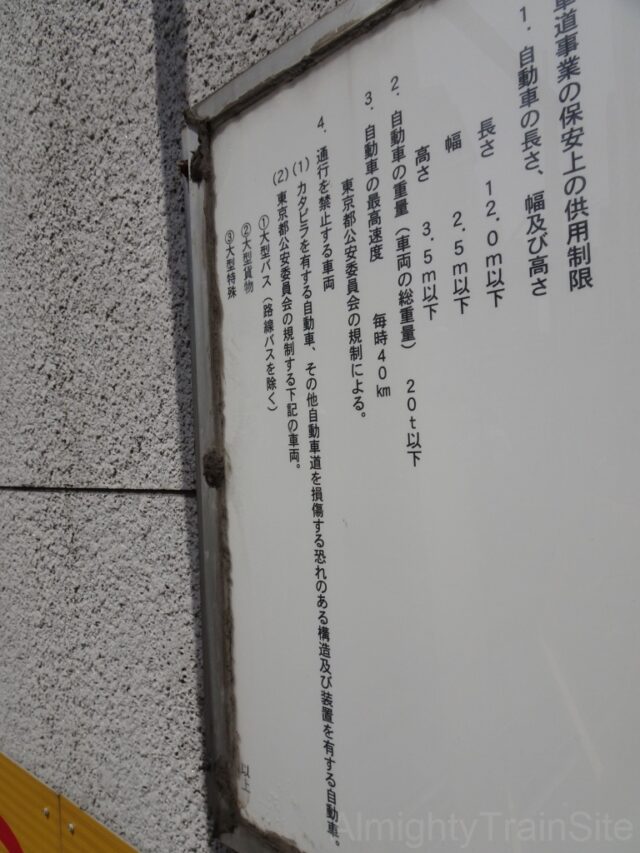 車道事業の保安上の供用制限
1．自動車の長さ、幅及び高さ
長さ 12.0m以下
幅 2.5m以下
高さ 3.5m以下
2．自動車の重量（車両の総重量） 20t以下
3．自動車の最高速度 毎時40km
東京都公安委員会の規制による。
4．通行を禁止する車両
(1) カタピラを有する自動車、その他自動車道を損傷する恐れのある構造及び装置を有する自動車。
(2) 東京都公安委員会の規制する下記の車両。
①大型バス（路線バスを除く）
②大型貨物
③大型特殊
以上
AlmightyTrainSite